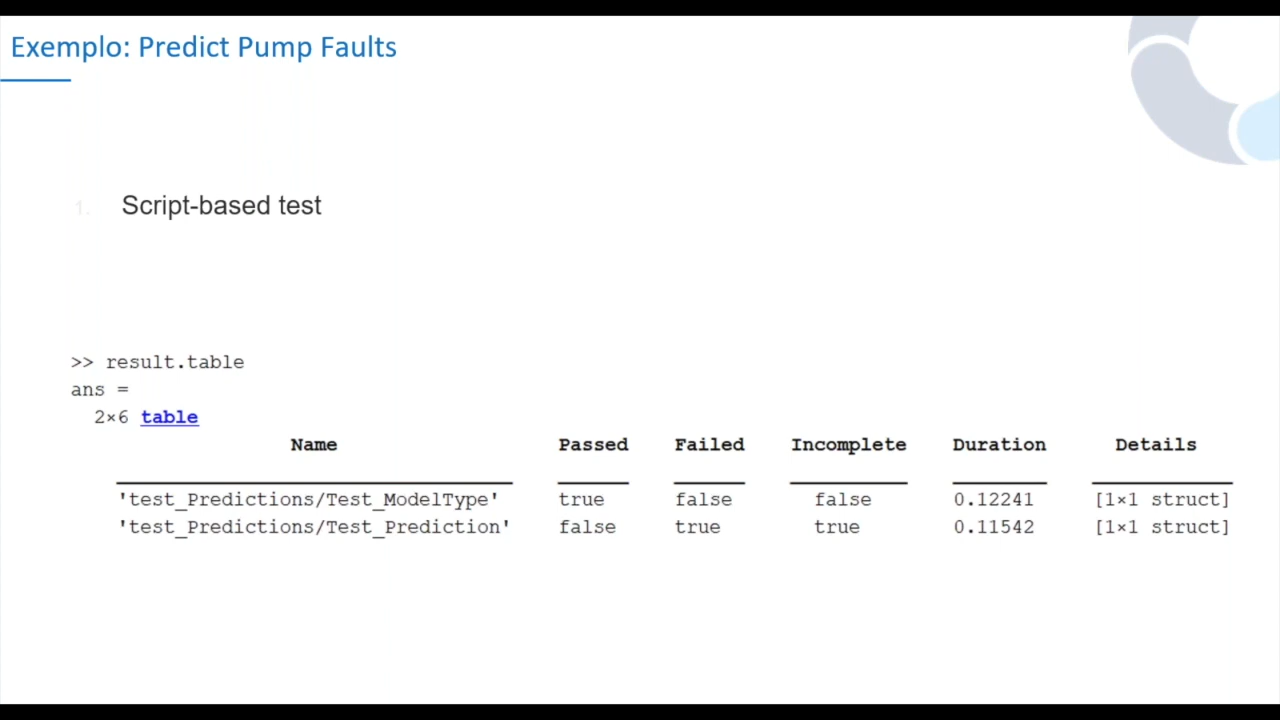 Exemplo: Predict Pump Faults
1. Script-based test
>> result.table
ans =
2×6 table
Name Passed Failed Incomplete Duration Details
'test_Predictions/Test_ModelType' true false false 0.12241 [1×1 struct]
'test_Predictions/Test_Prediction' false true true 0.11542 [1×1 struct]